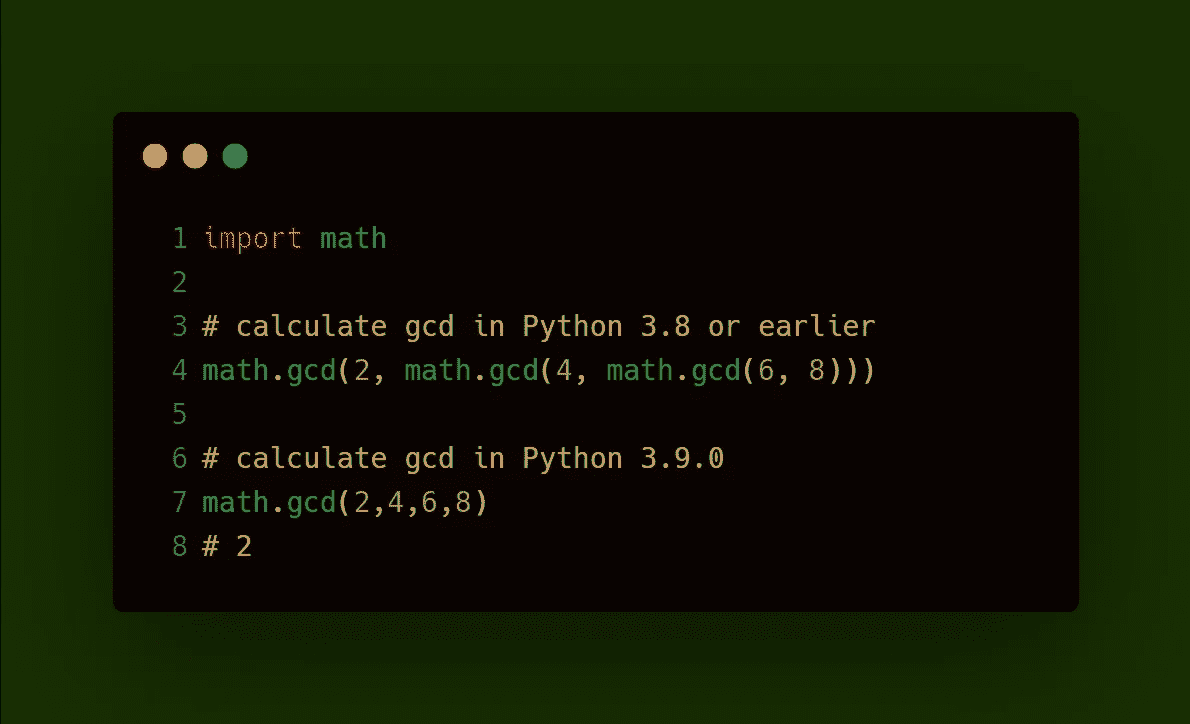 1 import math
2
3 # calculate gcd in Python 3.8 or earlier
4 math.gcd(2, math.gcd(4, math.gcd(6, 8)))
5
6 # calculate gcd in Python 3.9.0
7 math.gcd(2,4,6,8)
8 # 2